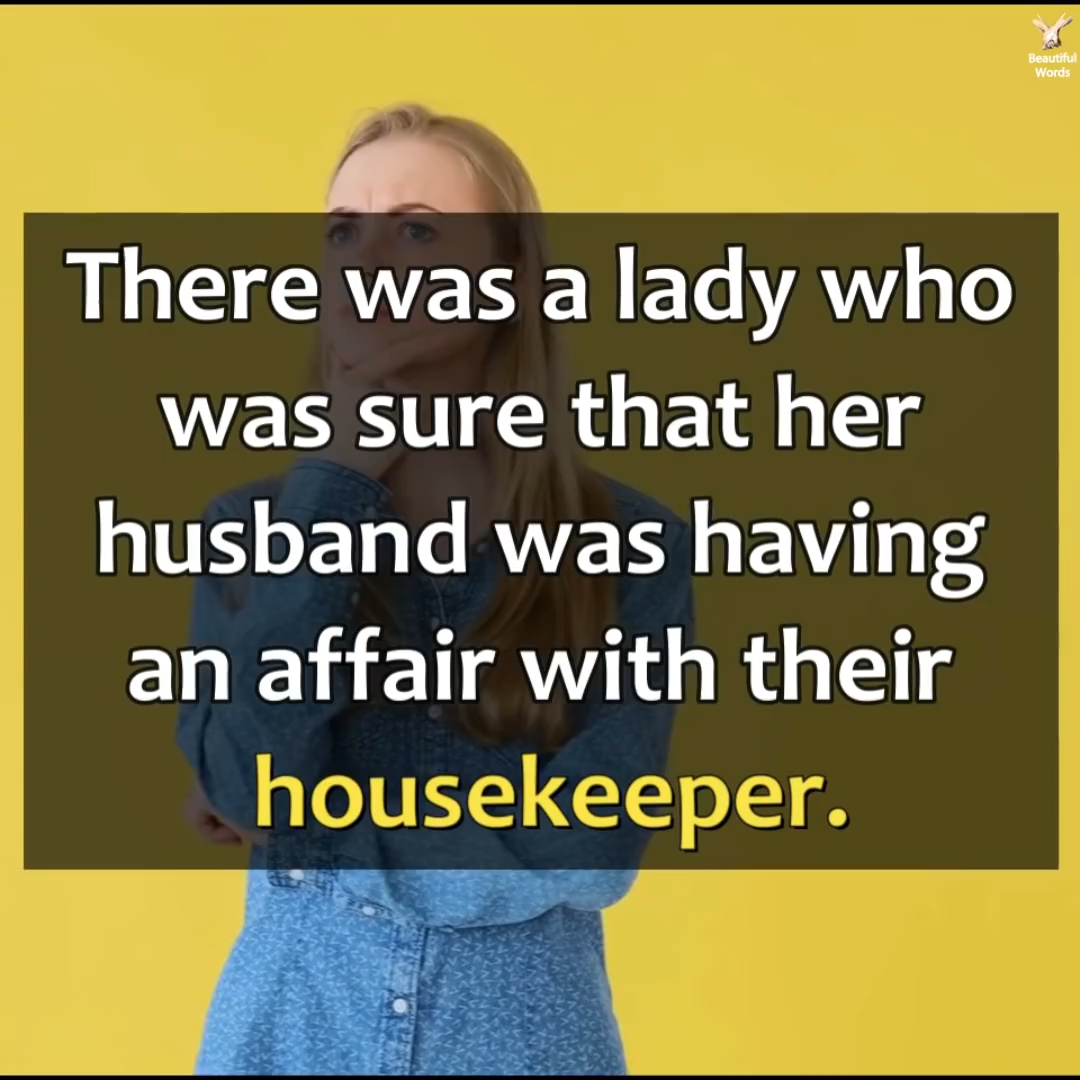 Beautiful
Words
There was a lady who
was sure that her
husband was having
an affair with their
housekeeper.